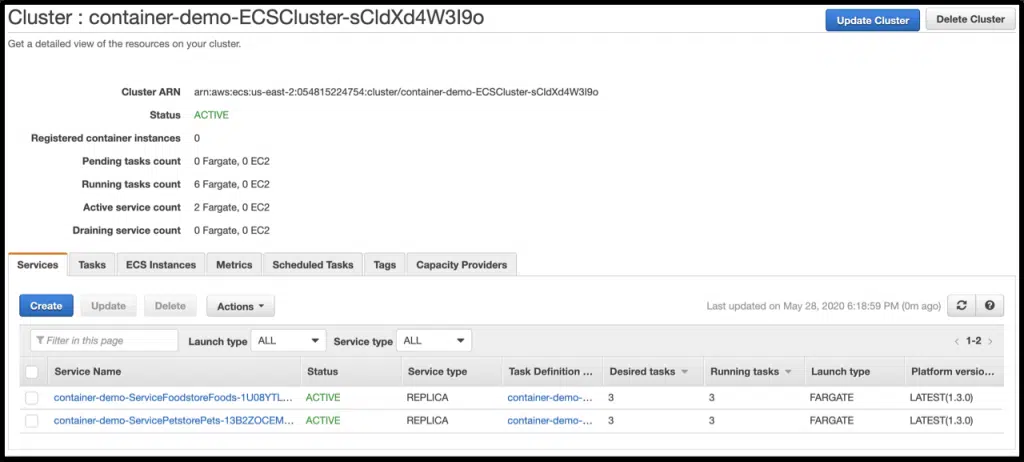 Cluster : container-demo-ECSCluster-sCldXd4W3I9o
Update Cluster Delete Cluster
Get a detailed view of the resources on your cluster.
Cluster ARN arn:aws:ecs:us-east-2:054815224754:cluster/container-demo-ECSCluster-sCldXd4W3I9o
Status ACTIVE
Registered container instances 0
Pending tasks count 0 Fargate, 0 EC2
Running tasks count 6 Fargate, 0 EC2
Active service count 2 Fargate, 0 EC2
Draining service count 0 Fargate, 0 EC2
Services Tasks ECS Instances Metrics Scheduled Tasks Tags Capacity Providers
Create Update Delete Actions Last updated on May 28, 2020 6:18:59 PM (0m ago)
Filter in this page Launch type ALL Service type ALL 1-2
Service Name Status Service type Task Definition ... Desired tasks Running tasks Launch type Platform versio...
container-demo-ServiceFoodstoreFoods-1U08YTL... ACTIVE REPLICA container-demo-... 3 3 FARGATE LATEST(1.3.0)
container-demo-ServicePetstorePets-13B2ZOCEM... ACTIVE REPLICA container-demo-... 3 3 FARGATE LATEST(1.3.0)